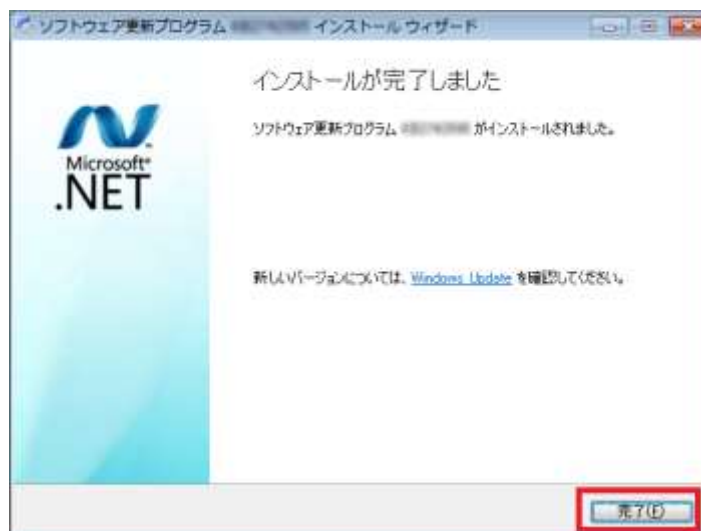 ソフトウェア更新プログラム インストール ウィザード
インストールが完了しました
ソフトウェア更新プログラム がインストールされました。
Microsoft®
.NET
新しいバージョンについては、Windows Update を確認してください。
完了(F)